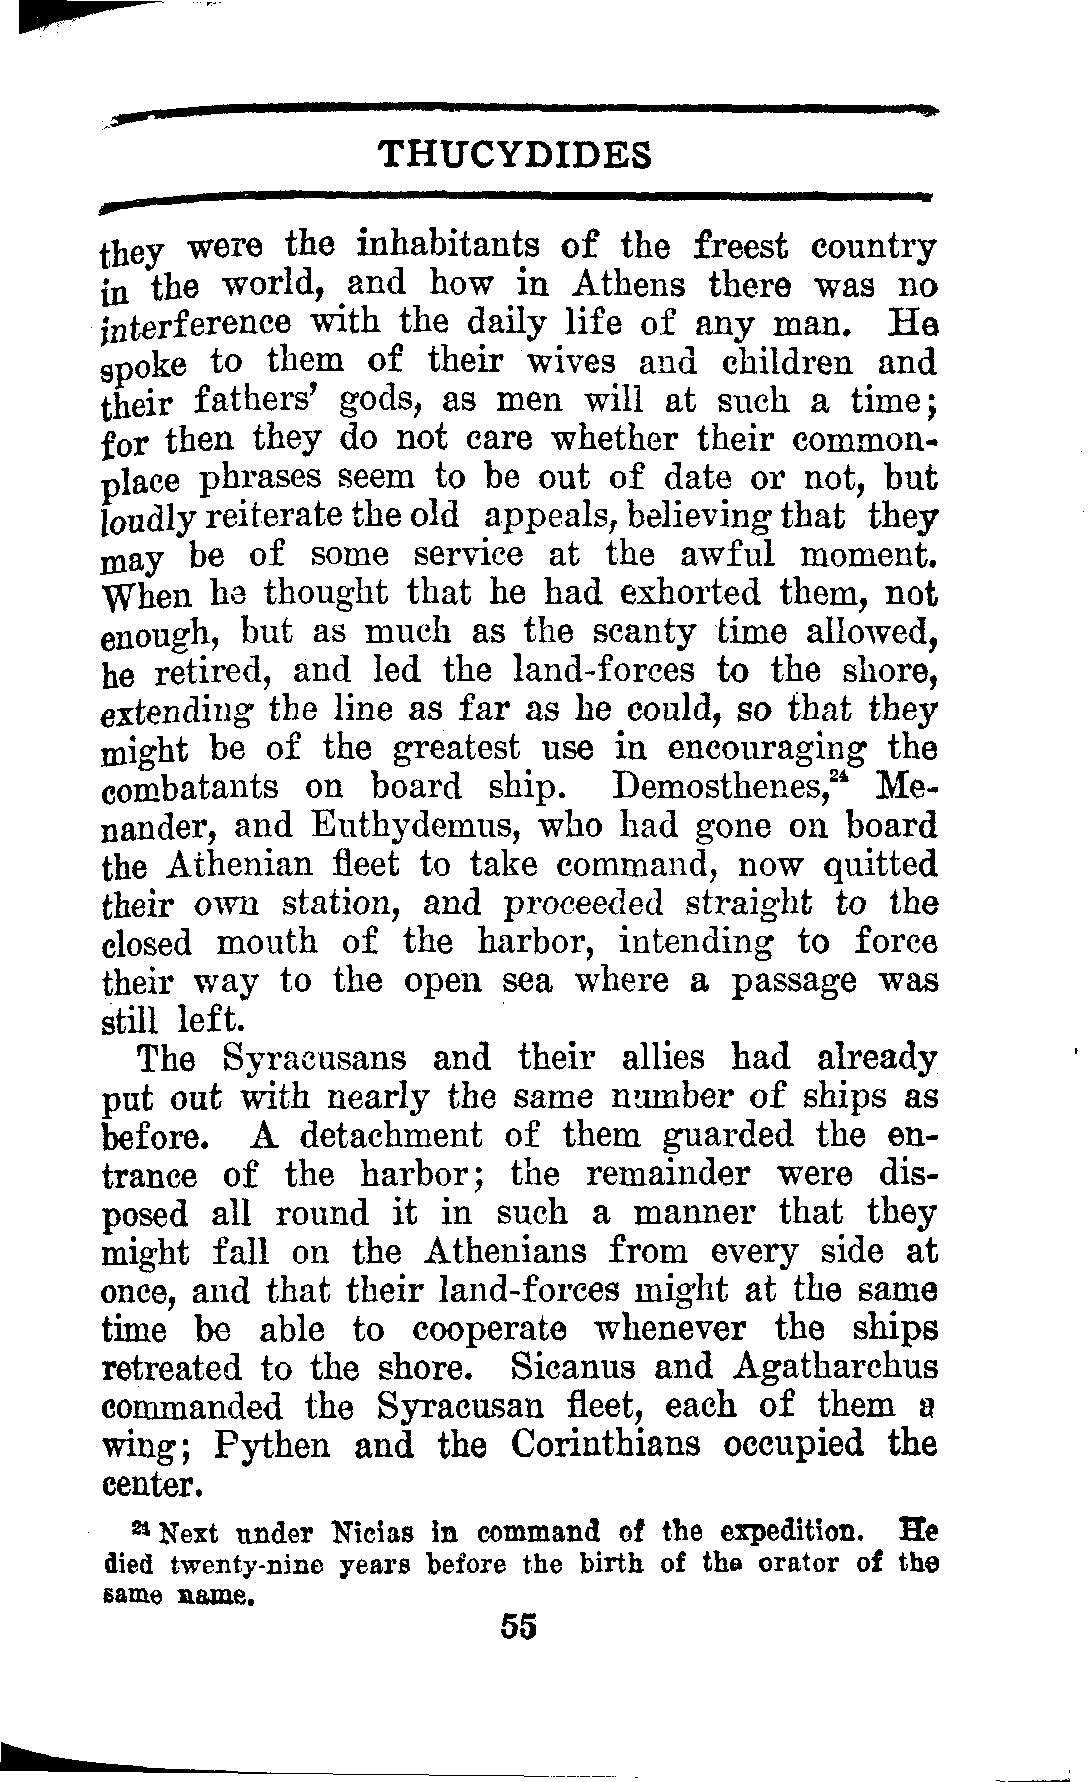 THUCYDIDES
they were the inhabitants of the freest country
in the world, and how in Athens there was no
interference with the daily life of any man. He
spoke to them of their wives and children and
their fathers' gods, as men will at such a time;
for then they do not care whether their common-
place phrases seem to be out of date or not, but
loudly reiterate the old appeals, believing that they
may be of some service at the awful moment.
When he thought that he had exhorted them, not
enough, but as much as the scanty time allowed,
he retired, and led the land-forces to the shore,
extending the line as far as he could, so that they
might be of the greatest use in encouraging the
combatants on board ship. Demosthenes,²⁴ Me-
nander, and Euthydemus, who had gone on board
the Athenian fleet to take command, now quitted
their own station, and proceeded straight to the
closed mouth of the harbor, intending to force
their way to the open sea where a passage was
still left.
The Syracusans and their allies had already
put out with nearly the same number of ships as
before. A detachment of them guarded the en-
trance of the harbor; the remainder were dis-
posed all round it in such a manner that they
might fall on the Athenians from every side at
once, and that their land-forces might at the same
time be able to cooperate whenever the ships
retreated to the shore. Sicanus and Agatharchus
commanded the Syracusan fleet, each of them a
wing; Pythen and the Corinthians occupied the
center.
²⁴ Next under Nicias in command of the expedition. He
died twenty-nine years before the birth of the orator of the
same name.
55